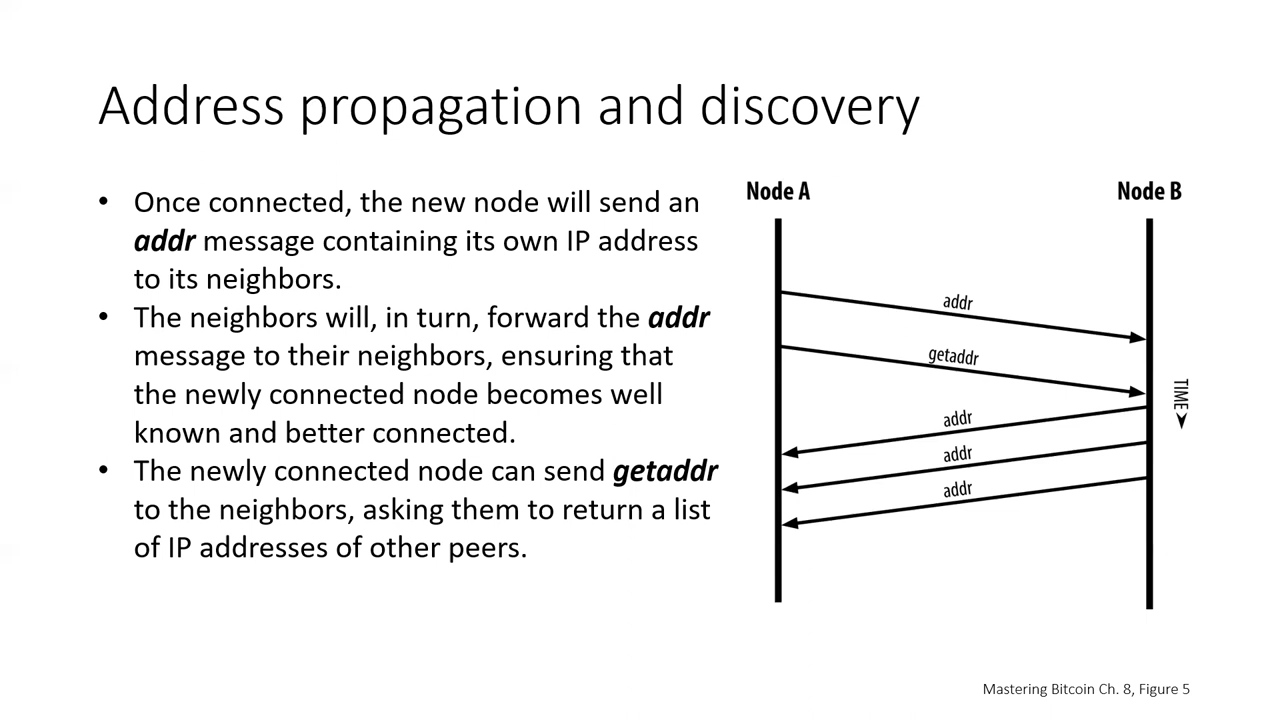 Address propagation and discovery
• Once connected, the new node will send an
addr message containing its own IP address
to its neighbors.
• The neighbors will, in turn, forward the addr
message to their neighbors, ensuring that
the newly connected node becomes well
known and better connected.
• The newly connected node can send getaddr
to the neighbors, asking them to return a list
of IP addresses of other peers.
Node A
Node B
addr
getaddr
addr
addr
addr
TIME
Mastering Bitcoin Ch. 8, Figure 5